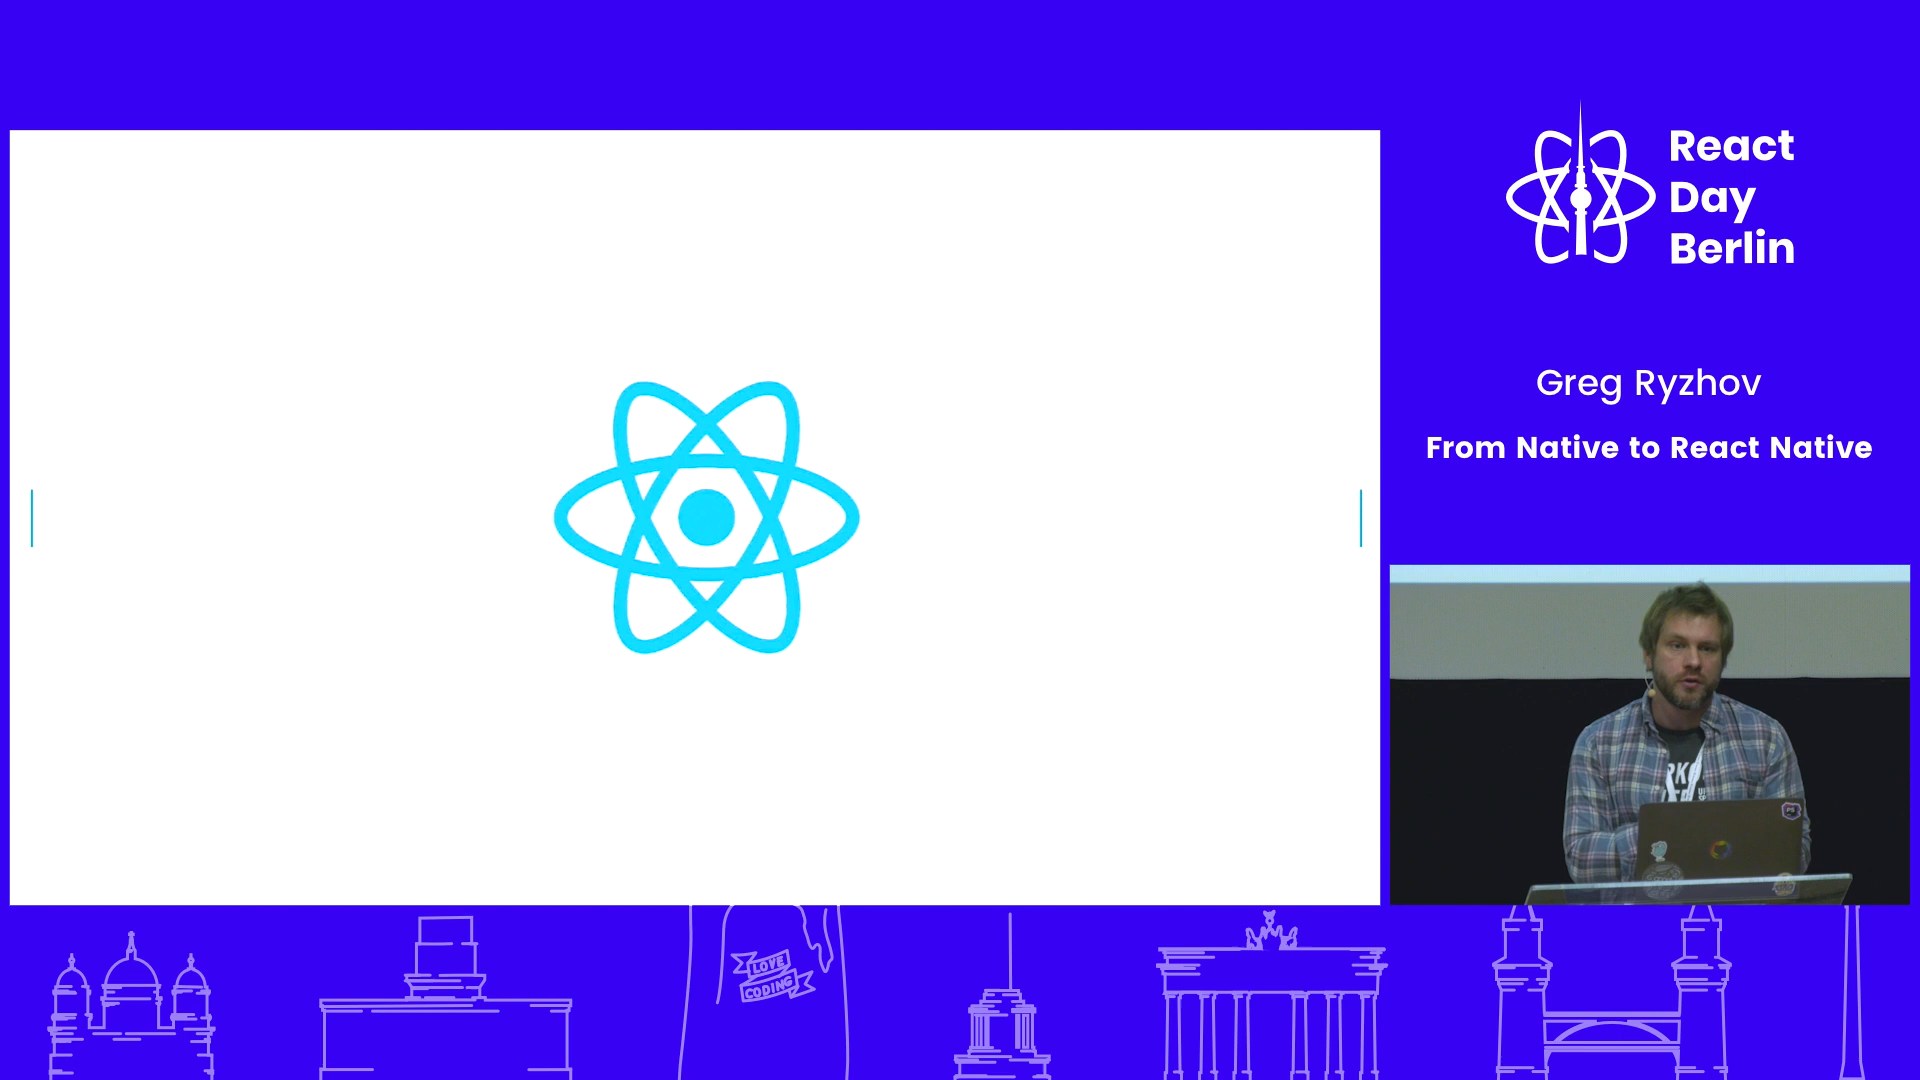 React
Day
Berlin
Greg Ryzhov
From Native to React Native
LOVE
CODING